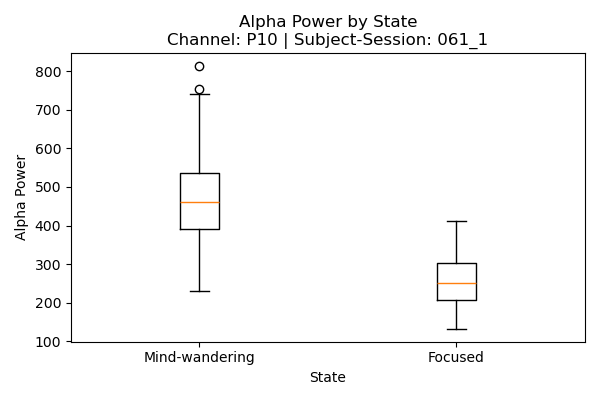 Alpha Power by State
Channel: P10 | Subject-Session: 061_1
Alpha Power
800
700
600
500
400
300
200
100
Mind-wandering
Focused
State